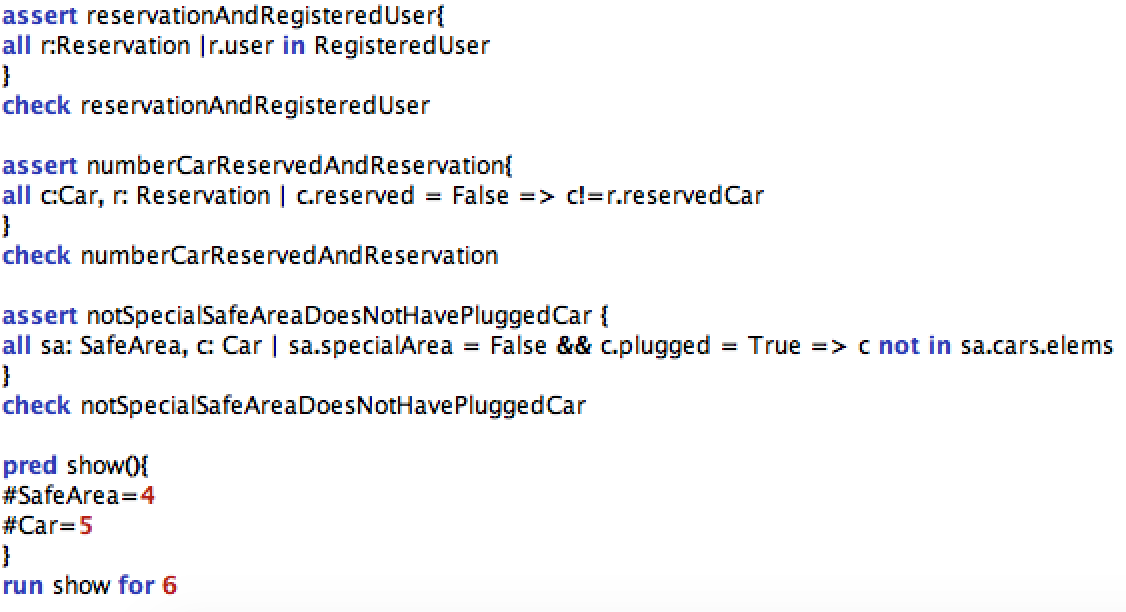 assert reservationAndRegisteredUser{
all r:Reservation |r.user in RegisteredUser
}
check reservationAndRegisteredUser
assert numberCarReservedAndReservation{
all c:Car, r: Reservation | c.reserved = False => c!=r.reservedCar
}
check numberCarReservedAndReservation
assert notSpecialSafeAreaDoesNotHavePluggedCar {
all sa: SafeArea, c: Car | sa.specialArea = False && c.plugged = True => c not in sa.cars.elems
}
check notSpecialSafeAreaDoesNotHavePluggedCar
pred show(){
#SafeArea=4
#Car=5
}
run show for 6